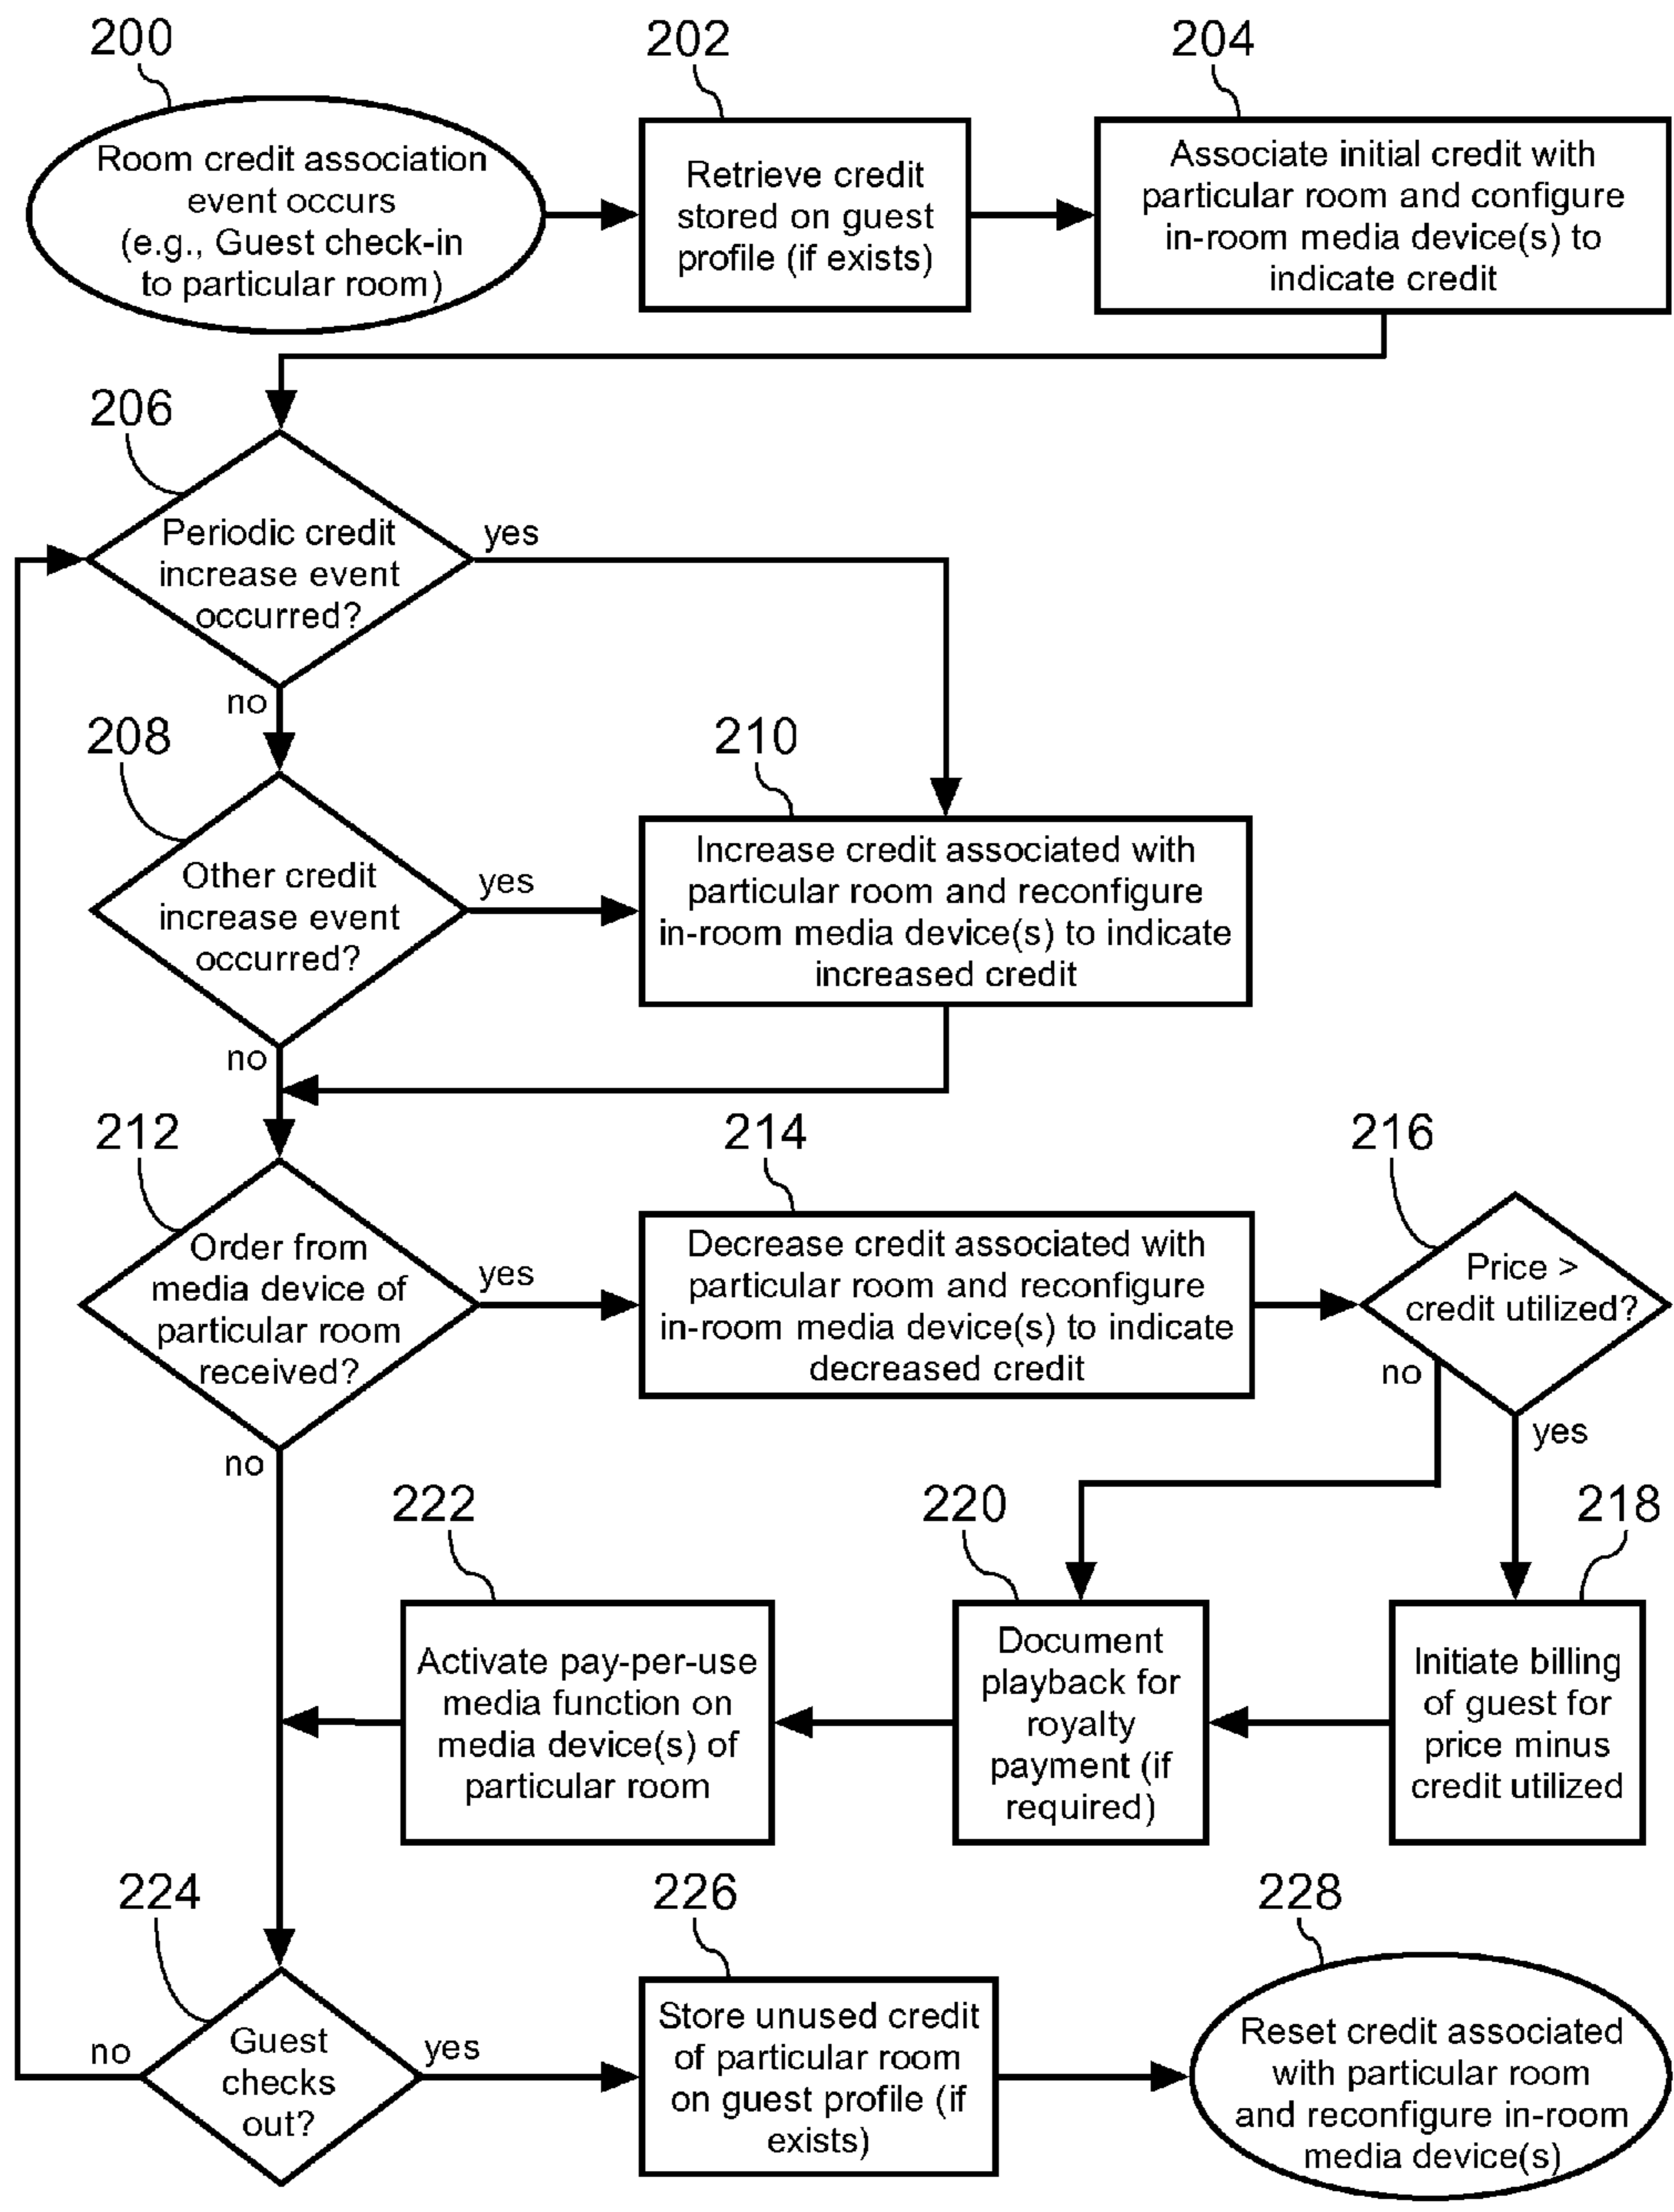 200
Room credit association
event occurs
(e.g., Guest check-in
to particular room)
202
Retrieve credit
stored on guest
profile (if exists)
204
Associate initial credit with
particular room and configure
in-room media device(s) to
indicate credit
206
Periodic credit
increase event
occurred?
yes
no
208
Other credit
increase event
occurred?
yes
no
210
Increase credit associated with
particular room and reconfigure
in-room media device(s) to indicate
increased credit
212
Order from
media device of
particular room
received?
yes
no
214
Decrease credit associated with
particular room and reconfigure
in-room media device(s) to indicate
decreased credit
216
Price >
credit utilized?
no
yes
218
Initiate billing
of guest for
price minus
credit utilized
220
Document
playback for
royalty
payment (if
required)
222
Activate pay-per-use
media function on
media device(s) of
particular room
224
Guest
checks
out?
no
yes
226
Store unused credit
of particular room
on guest profile (if
exists)
228
Reset credit associated
with particular room
and reconfigure in-room
media device(s)